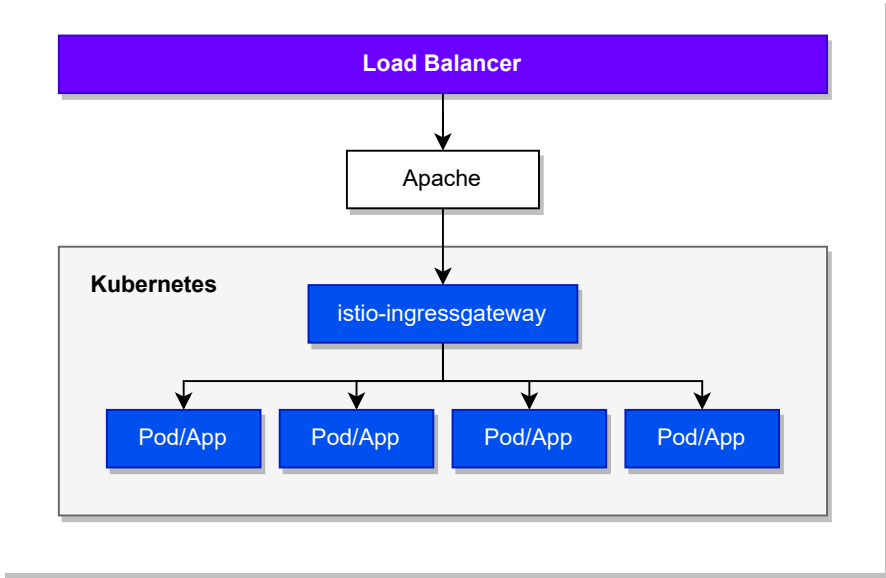 Load Balancer
Apache
Kubernetes
istio-ingressgateway
Pod/App
Pod/App
Pod/App
Pod/App